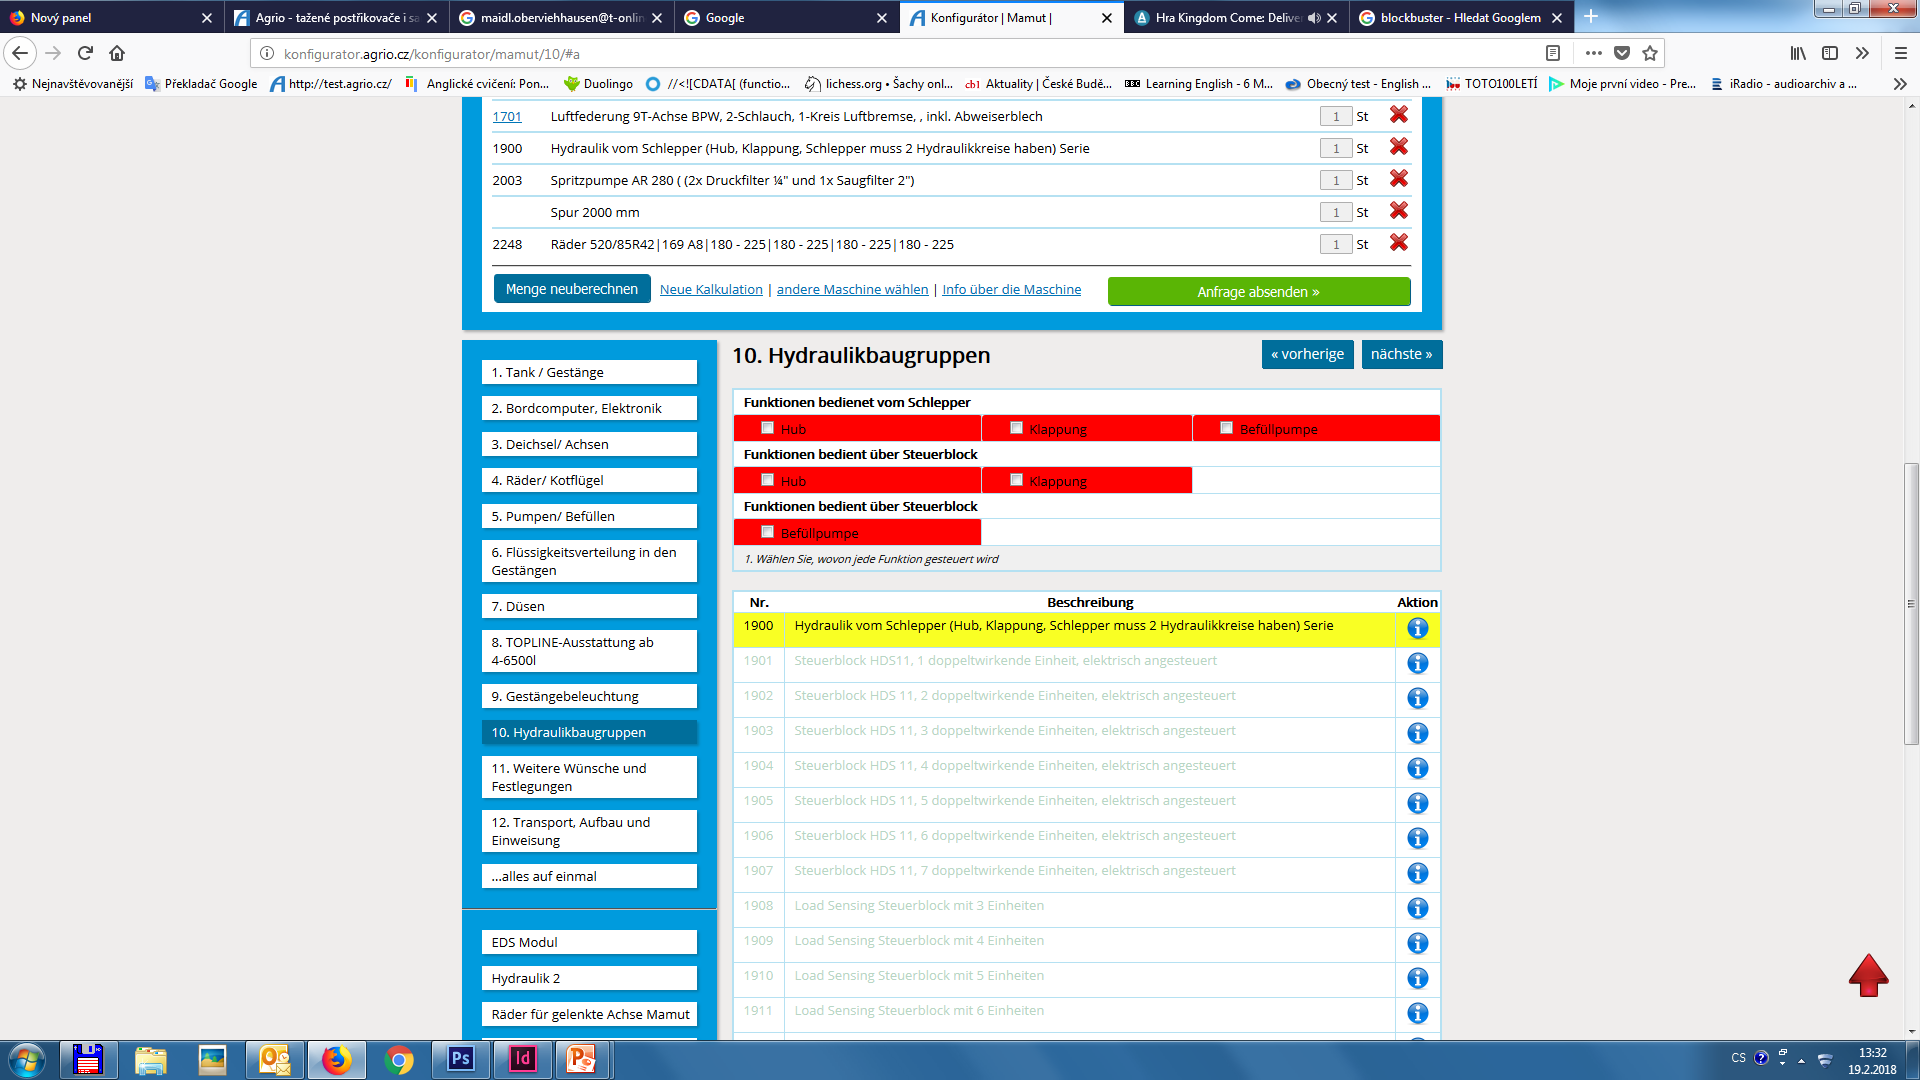 Nový panel
Agrio - tažené postřikovače i sa
maidl.oberviehhausen@t-onlin
Google
Konfigurátor | Mamut |
Hra Kingdom Come: Deliver
blockbuster - Hledat Googlem
konfigurator.agrio.cz/konfigurator/mamut/10/#a
Nejnavštěvovanější
Překladač Google
http://test.agrio.cz/
Anglické cvičení: Pon...
Duolingo
//<![CDATA[ (functio...
lichess.org • Šachy onl...
cb1 Aktuality | České Budě...
BBC Learning English - 6 M...
Obecný test - English ...
TOTO100LETÍ
Moje první video - Pre...
iRadio - audioarchiv a ...
1701 Luftfederung 9T-Achse BPW, 2-Schlauch, 1-Kreis Luftbremse, , inkl. Abweiserblech 1 St
1900 Hydraulik vom Schlepper (Hub, Klappung, Schlepper muss 2 Hydraulikkreise haben) Serie 1 St
2003 Spritzpumpe AR 280 ( (2x Druckfilter ¼" und 1x Saugfilter 2") 1 St
Spur 2000 mm 1 St
2248 Räder 520/85R42|169 A8|180 - 225|180 - 225|180 - 225|180 - 225 1 St
Menge neuberechnen Neue Kalkulation | andere Maschine wählen | Info über die Maschine Anfrage absenden »
1. Tank / Gestänge
2. Bordcomputer, Elektronik
3. Deichsel/ Achsen
4. Räder/ Kotflügel
5. Pumpen/ Befüllen
6. Flüssigkeitsverteilung in den
Gestängen
7. Düsen
8. TOPLINE-Ausstattung ab
4-6500l
9. Gestängebeleuchtung
10. Hydraulikbaugruppen
11. Weitere Wünsche und
Festlegungen
12. Transport, Aufbau und
Einweisung
...alles auf einmal
EDS Modul
Hydraulik 2
Räder für gelenkte Achse Mamut
10. Hydraulikbaugruppen « vorherige nächste »
Funktionen bedienet vom Schlepper
Hub Klappung Befüllpumpe
Funktionen bedient über Steuerblock
Hub Klappung
Funktionen bedient über Steuerblock
Befüllpumpe
1. Wählen Sie, wovon jede Funktion gesteuert wird
Nr. Beschreibung Aktion
1900 Hydraulik vom Schlepper (Hub, Klappung, Schlepper muss 2 Hydraulikkreise haben) Serie
1901 Steuerblock HDS11, 1 doppeltwirkende Einheit, elektrisch angesteuert
1902 Steuerblock HDS 11, 2 doppeltwirkende Einheiten, elektrisch angesteuert
1903 Steuerblock HDS 11, 3 doppeltwirkende Einheiten, elektrisch angesteuert
1904 Steuerblock HDS 11, 4 doppeltwirkende Einheiten, elektrisch angesteuert
1905 Steuerblock HDS 11, 5 doppeltwirkende Einheiten, elektrisch angesteuert
1906 Steuerblock HDS 11, 6 doppeltwirkende Einheiten, elektrisch angesteuert
1907 Steuerblock HDS 11, 7 doppeltwirkende Einheiten, elektrisch angesteuert
1908 Load Sensing Steuerblock mit 3 Einheiten
1909 Load Sensing Steuerblock mit 4 Einheiten
1910 Load Sensing Steuerblock mit 5 Einheiten
1911 Load Sensing Steuerblock mit 6 Einheiten
Ps
Id
P
CS
13:32
19.2.2018